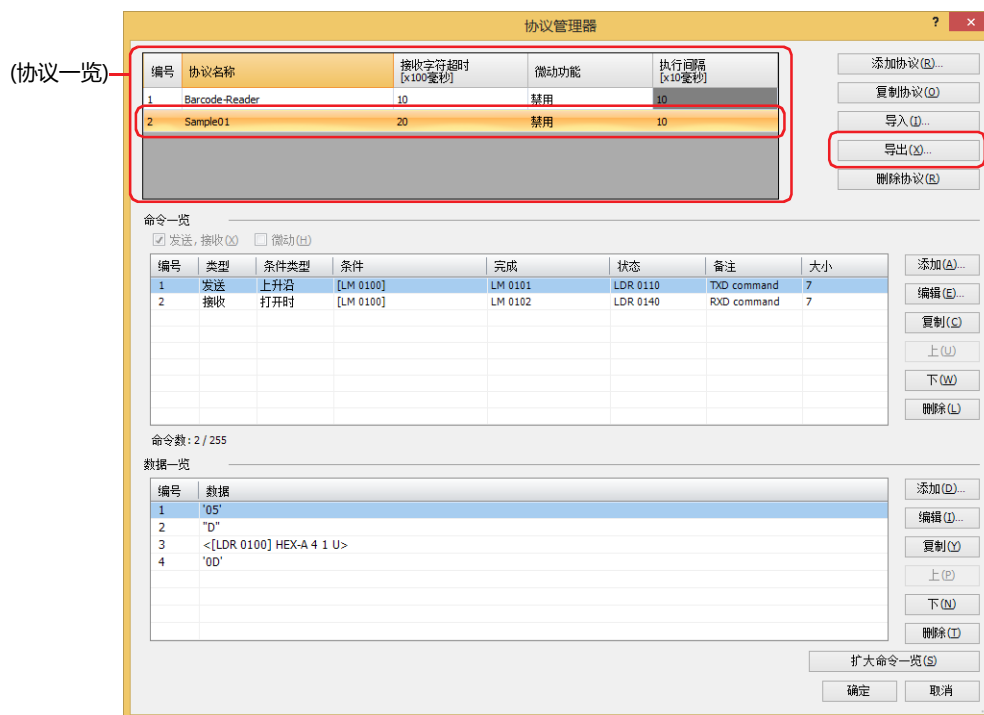 协议管理器 ? ×
(协议一览)
编号 协议名称 接收字符超时 [x100毫秒] 微动功能 执行间隔 [x10毫秒]
1 Barcode-Reader 10 禁用 10
2 Sample01 20 禁用 10
添加协议(R)...
复制协议(O)
导入(I)...
导出(X)...
删除协议(R)
命令一览
发送,接收(X) 微动(H)
编号 类型 条件类型 条件 完成 状态 备注 大小
1 发送 上升沿 [LM 0100] LM 0101 LDR 0110 TXD command 7
2 接收 打开时 [LM 0100] LM 0102 LDR 0140 RXD command 7
添加(A)...
编辑(E)...
复制(C)
上(U)
下(W)
删除(L)
命令数: 2 / 255
数据一览
编号 数据
1 '05'
2 "D"
3 <[LDR 0100] HEX-A 4 1 U>
4 '0D'
添加(D)...
编辑(I)...
复制(Y)
上(P)
下(N)
删除(T)
扩大命令一览(S)
确定 取消